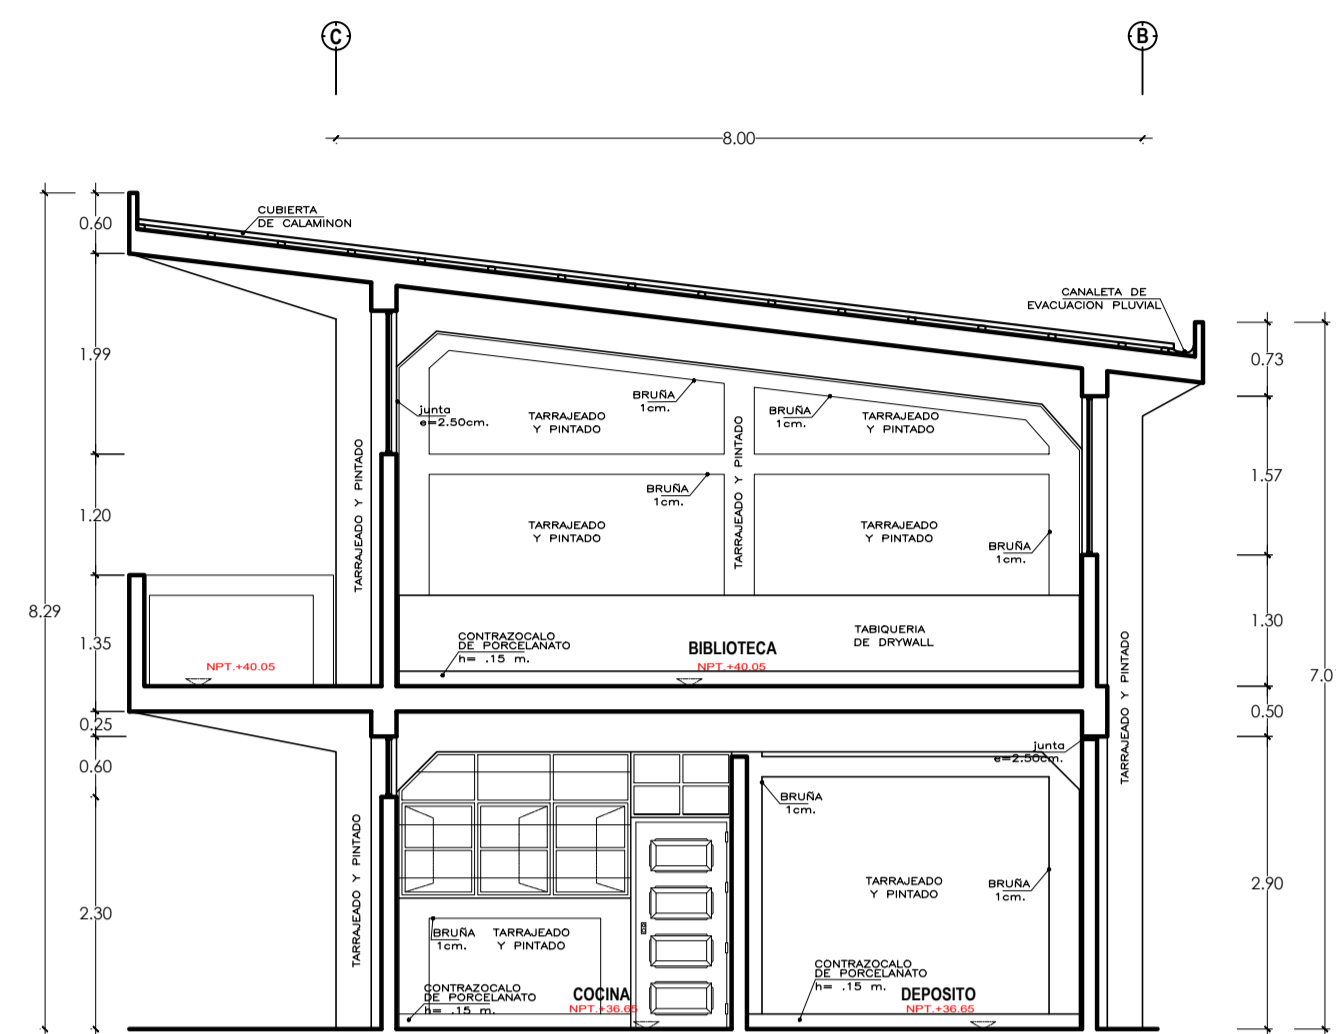 C
B
8.00
0.60
CUBIERTA
DE CALAMINON
CANALETA DE
EVACUACION PLUVIAL
1.99
0.73
junta
e=2.50cm.
TARRAJEADO
Y PINTADO
BRUÑA
1cm.
BRUÑA
1cm.
TARRAJEADO
Y PINTADO
TARRAJEADO Y PINTADO
TARRAJEADO Y PINTADO
BRUÑA
1cm.
1.57
1.20
TARRAJEADO
Y PINTADO
TARRAJEADO
Y PINTADO
BRUÑA
1cm.
8.29
1.35
NPT.+40.05
CONTRAZOCALO
DE PORCELANATO
h= .15 m.
BIBLIOTECA
NPT.+40.05
TABIQUERIA
DE DRYWALL
1.30
TARRAJEADO Y PINTADO
7.0
0.25
0.50
0.60
junta
e=2.50cm.
BRUÑA
1cm.
TARRAJEADO Y PINTADO
2.30
BRUÑA
1cm.
TARRAJEADO
Y PINTADO
TARRAJEADO
Y PINTADO
BRUÑA
1cm.
2.90
CONTRAZOCALO
DE PORCELANATO
h= .15 m.
COCINA
NPT.+36.65
CONTRAZOCALO
DE PORCELANATO
h= .15 m.
DEPOSITO
NPT.+36.65